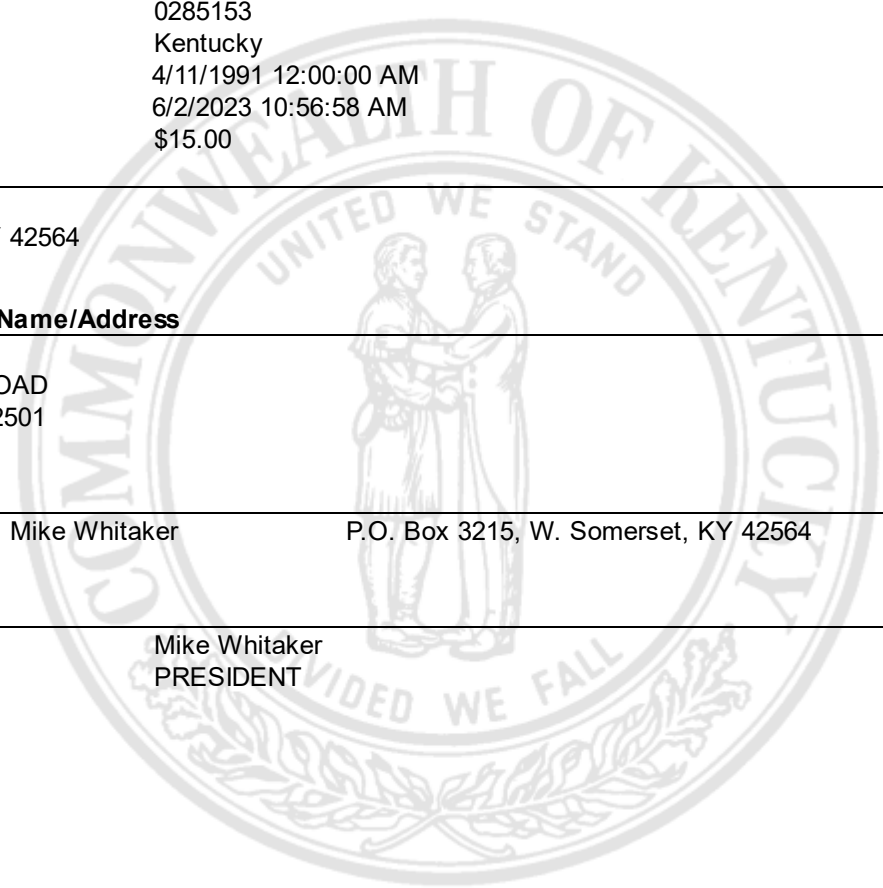 0285153
Kentucky
4/11/1991 12:00:00 AM
6/2/2023 10:56:58 AM
$15.00
42564
Name/Address
OAD
2501
Mike Whitaker P.O. Box 3215, W. Somerset, KY 42564
Mike Whitaker
PRESIDENT
COMMONWEALTH OF KENTUCKY
UNITED WE STAND
DIVIDED WE FALL